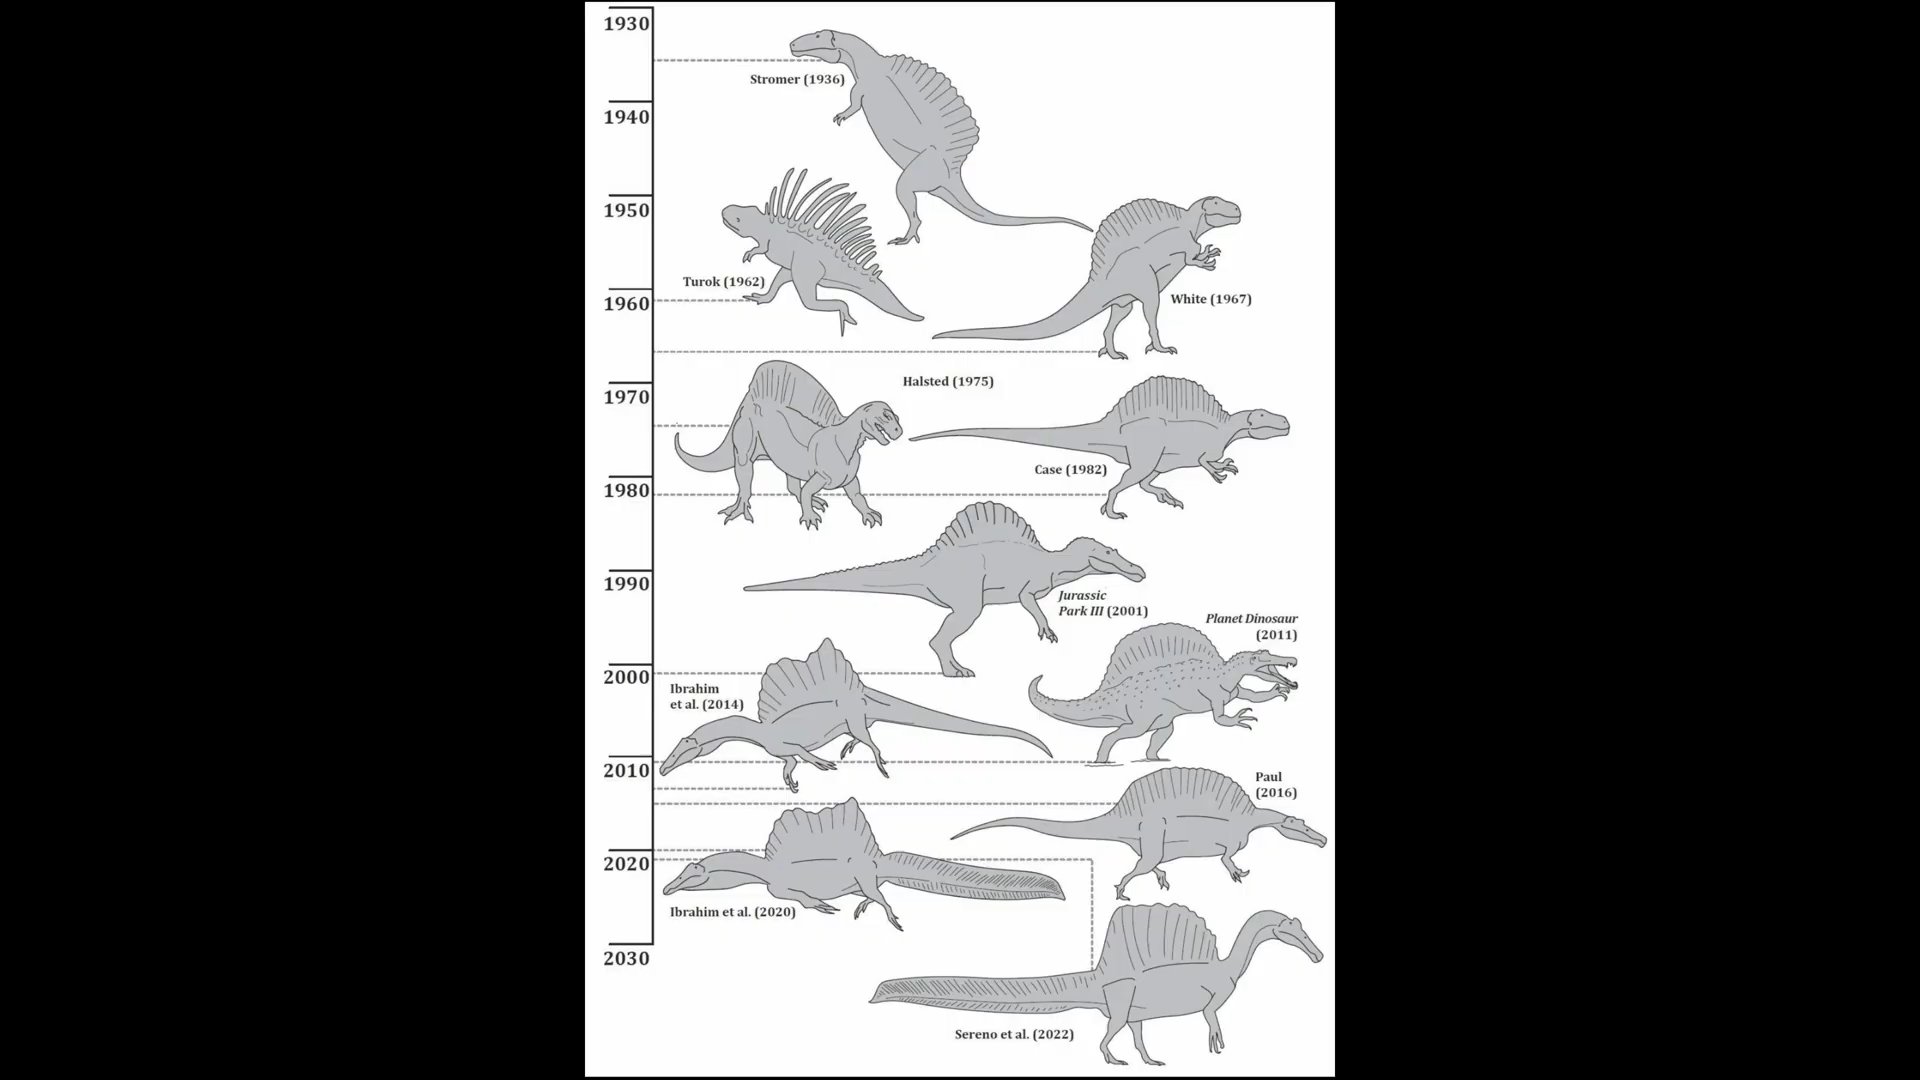 1930
Stromer (1936)
1940
1950
Turok (1962)
White (1967)
1960
Halsted (1975)
1970
Case (1982)
1980
1990
Jurassic
Park III (2001)
Planet Dinosaur
(2011)
2000
Ibrahim
et al. (2014)
2010
Paul
(2016)
2020
Ibrahim et al. (2020)
2030
Sereno et al. (2022)